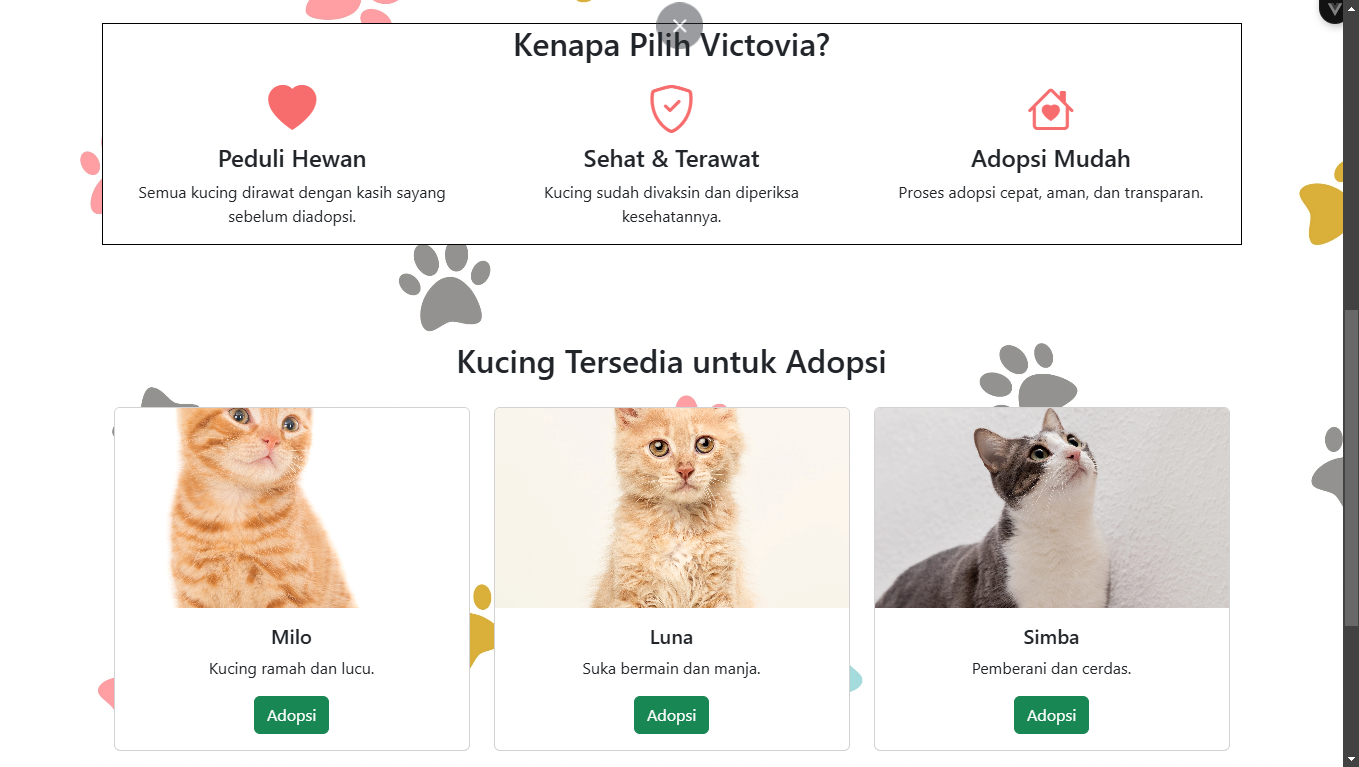 Kenapa Pilih Victovia?
Peduli Hewan
Semua kucing dirawat dengan kasih sayang
sebelum diadopsi.
Sehat & Terawat
Kucing sudah divaksin dan diperiksa
kesehatannya.
Adopsi Mudah
Proses adopsi cepat, aman, dan transparan.
Kucing Tersedia untuk Adopsi
Milo
Kucing ramah dan lucu.
Adopsi
Luna
Suka bermain dan manja.
Adopsi
Simba
Pemberani dan cerdas.
Adopsi